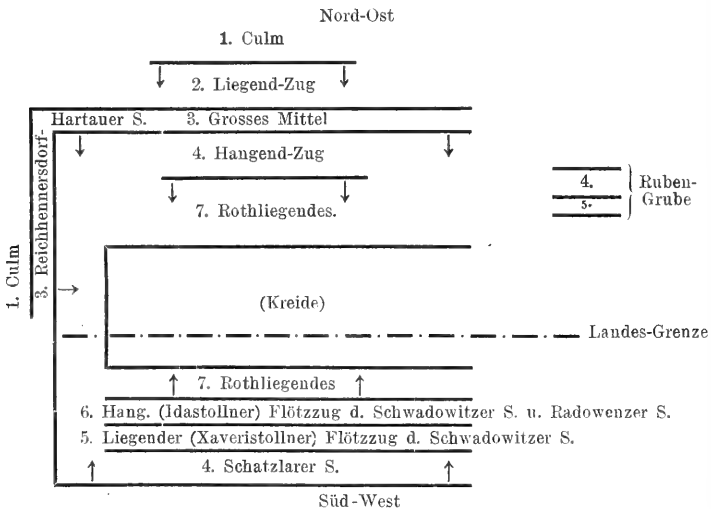 Nord-Ost
1. Culm
2. Liegend-Zug
Hartauer S. 3. Grosses Mittel
4. Hangend-Zug
7. Rothliegendes.
4.
5.
Ruben-
Grube
1. Culm
3. Reichhennersdorf-
(Kreide)
Landes-Grenze
7. Rothliegendes
6. Hang. (Idastollner) Flötzzug d. Schwadowitzer S. u. Radowenzer S.
5. Liegender (Xaveristollner) Flötzzug d. Schwadowitzer S.
4. Schatzlarer S.
Süd-West